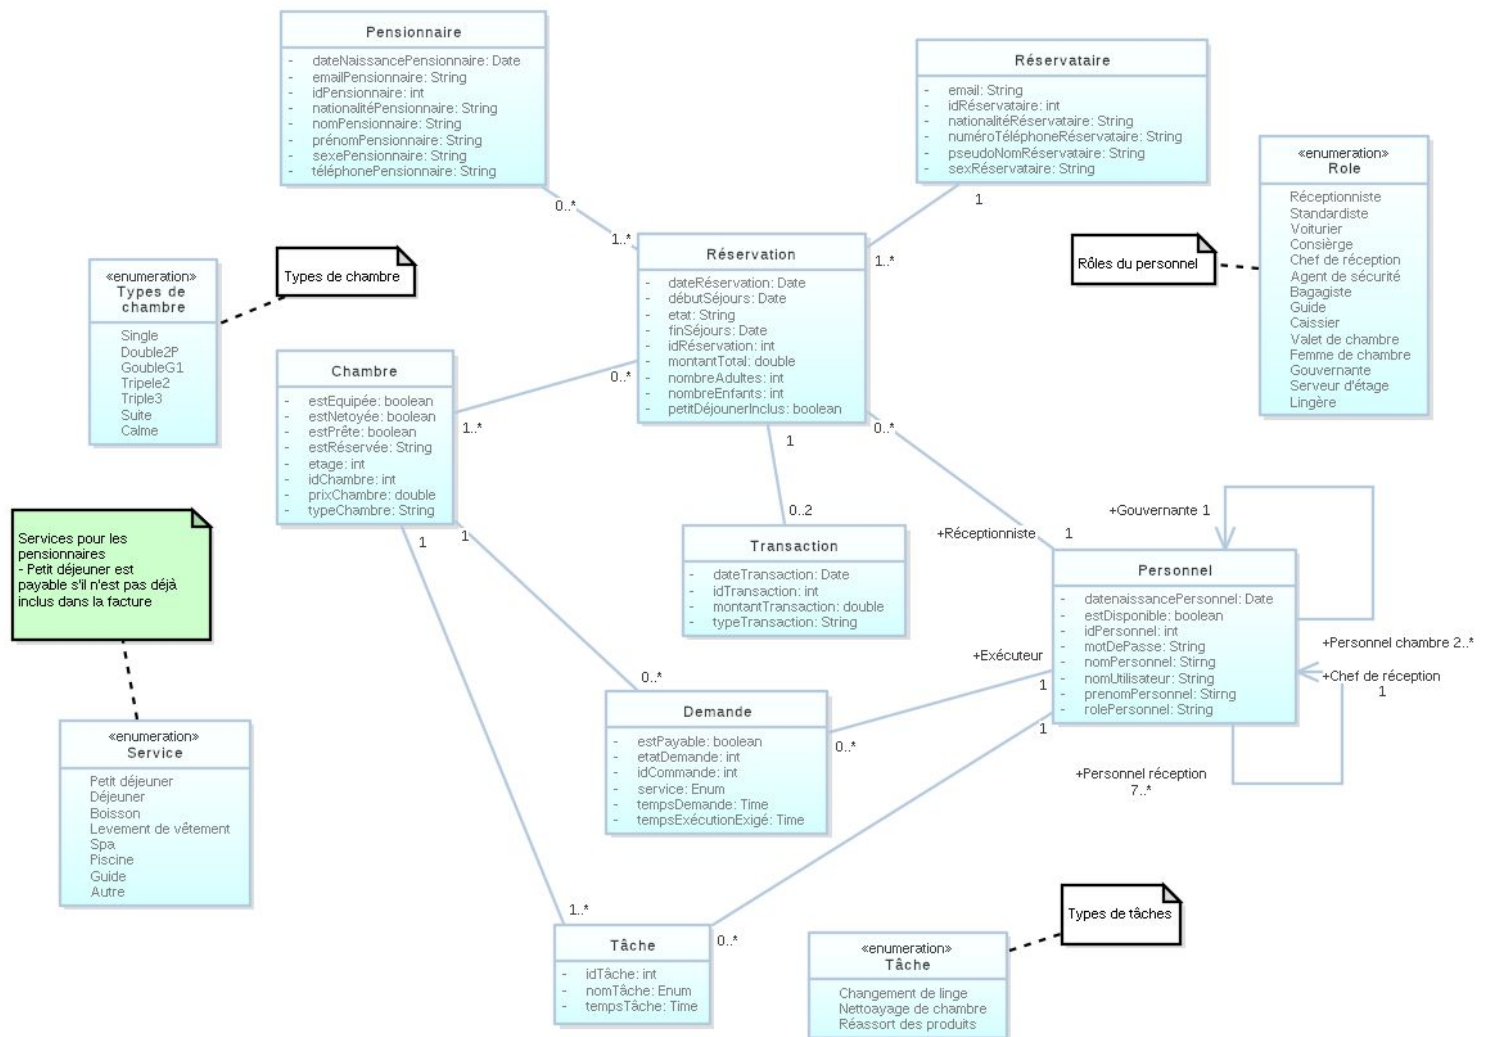 Pensionnaire
- dateNaissancePensionnaire: Date
- emailPensionnaire: String
- idPensionnaire: int
- nationalitéPensionnaire: String
- nomPensionnaire: String
- prénomPensionnaire: String
- sexePensionnaire: String
- téléphonePensionnaire: String
0..*
1..*
Réservataire
- email: String
- idRéservataire: int
- nationalitéRéservataire: String
- numéroTéléphoneRéservataire: String
- pseudoNomRéservataire: String
- sexRéservataire: String
1
1..*
«enumeration»
Role
Réceptionniste
Standardiste
Voiturier
Consièrge
Chef de réception
Agent de sécurité
Bagagiste
Guide
Caissier
Valet de chambre
Femme de chambre
Gouvernante
Serveur d'étage
Lingère
Rôles du personnel
«enumeration»
Types de
chambre
Single
Double2P
GoubleG1
Tripele2
Triple3
Suite
Calme
Types de chambre
Réservation
- dateRéservation: Date
- débutSéjours: Date
- etat: String
- finSéjours: Date
- idRéservation: int
- montantTotal: double
- nombreAdultes: int
- nombreEnfants: int
- petitDéjounerInclus: boolean
0..*
1..*
1
0..2
0..*
1
+Réceptionniste
Chambre
- estEquipée: boolean
- estNetoyée: boolean
- estPrête: boolean
- estRéservée: String
- etage: int
- idChambre: int
- prixChambre: double
- typeChambre: String
1
1
Services pour les
pensionnaires
- Petit déjeuner est
payable s'il n'est pas déjà
inclus dans la facture
Transaction
- dateTransaction: Date
- idTransaction: int
- montantTransaction: double
- typeTransaction: String
+Gouvernante 1
Personnel
- datenaissancePersonnel: Date
- estDisponible: boolean
- idPersonnel: int
- motDePasse: String
- nomPersonnel: Stirng
- nomUtilisateur: String
- prenomPersonnel: Stirng
- rolePersonnel: String
+Personnel chambre 2..*
+Chef de réception
1
+Personnel réception
7..*
+Exécuteur
1
1
0..*
Demande
- estPayable: boolean
- etatDemande: int
- idCommande: int
- service: Enum
- tempsDemande: Time
- tempsExécutionExigé: Time
0..*
«enumeration»
Service
Petit déjeuner
Déjeuner
Boisson
Levement de vêtement
Spa
Piscine
Guide
Autre
1..*
0..*
Tâche
- idTâche: int
- nomTâche: Enum
- tempsTâche: Time
Types de tâches
«enumeration»
Tâche
Changement de linge
Nettoayage de chambre
Réassort des produits